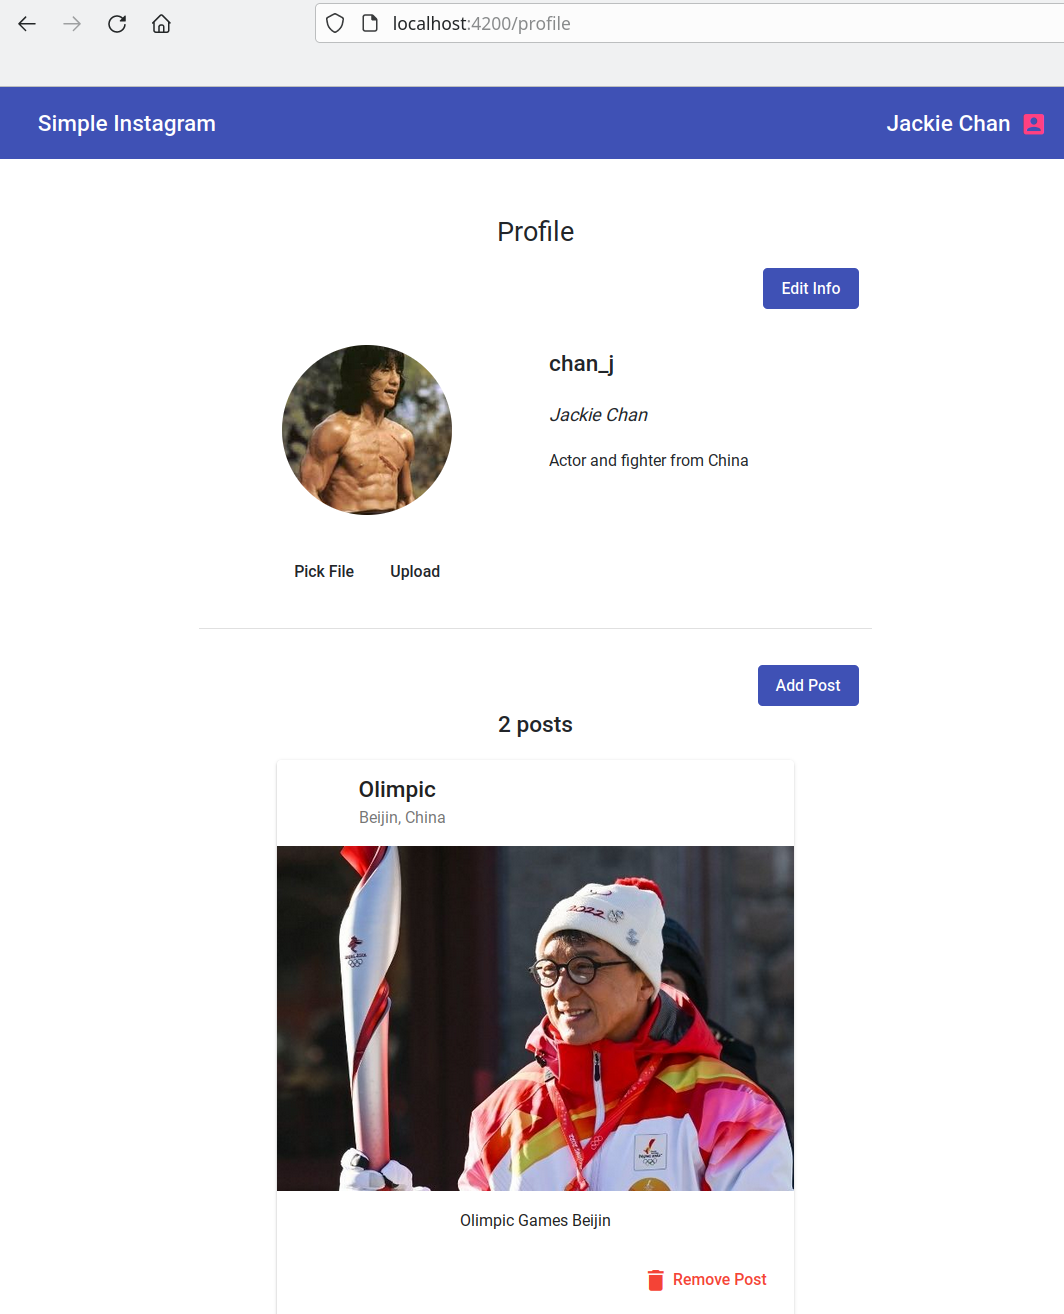 localhost:4200/profile
Simple Instagram
Jackie Chan
Profile
Edit Info
chan_j
Jackie Chan
Actor and fighter from China
Pick File Upload
Add Post
2 posts
Olimpic
Beijin, China
2022
Olimpic Games Beijin
Remove Post